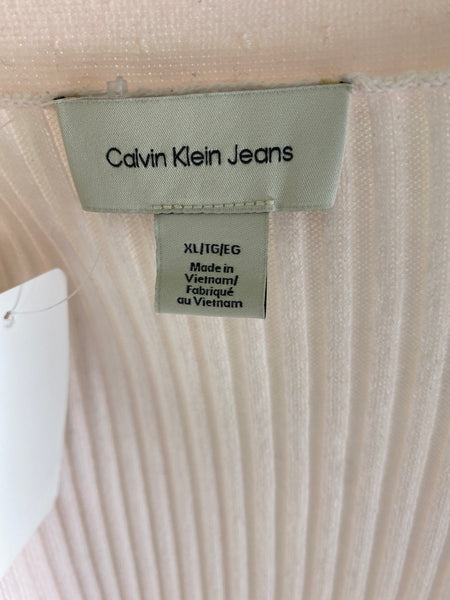 Calvin Klein Jeans
XL/TG/EG
Made in
Vietnam/
Fabriqué
au Vietnam